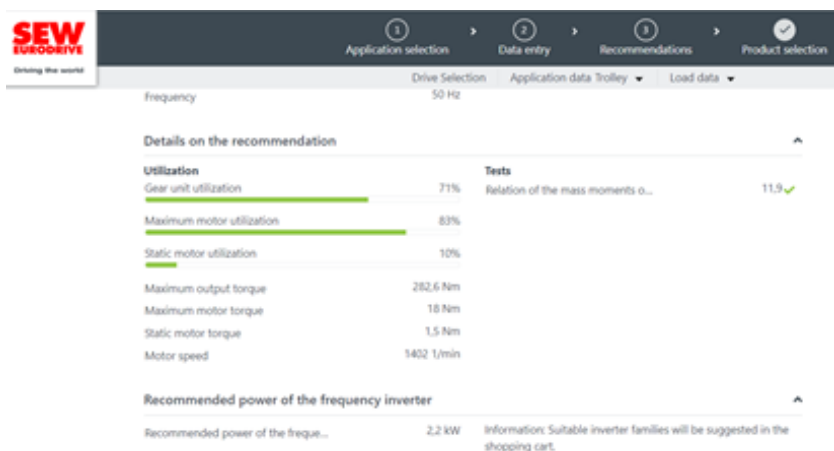 SEW
EURODRIVE
Driving the world
1 2 3
Application selection Data entry Recommendations Product selection
Drive Selection Application data Trolley Load data
Frequency 50 Hz
Details on the recommendation
Utilization Tests
Gear unit utilization 71% Relation of the mass moments o... 11,9
Maximum motor utilization 83%
Static motor utilization 10%
Maximum output torque 282,6 Nm
Maximum motor torque 18 Nm
Static motor torque 1,5 Nm
Motor speed 1402 1/min
Recommended power of the frequency inverter
Recommended power of the freque... 2,2 kW Information: Suitable inverter families will be suggested in the
shopping cart.